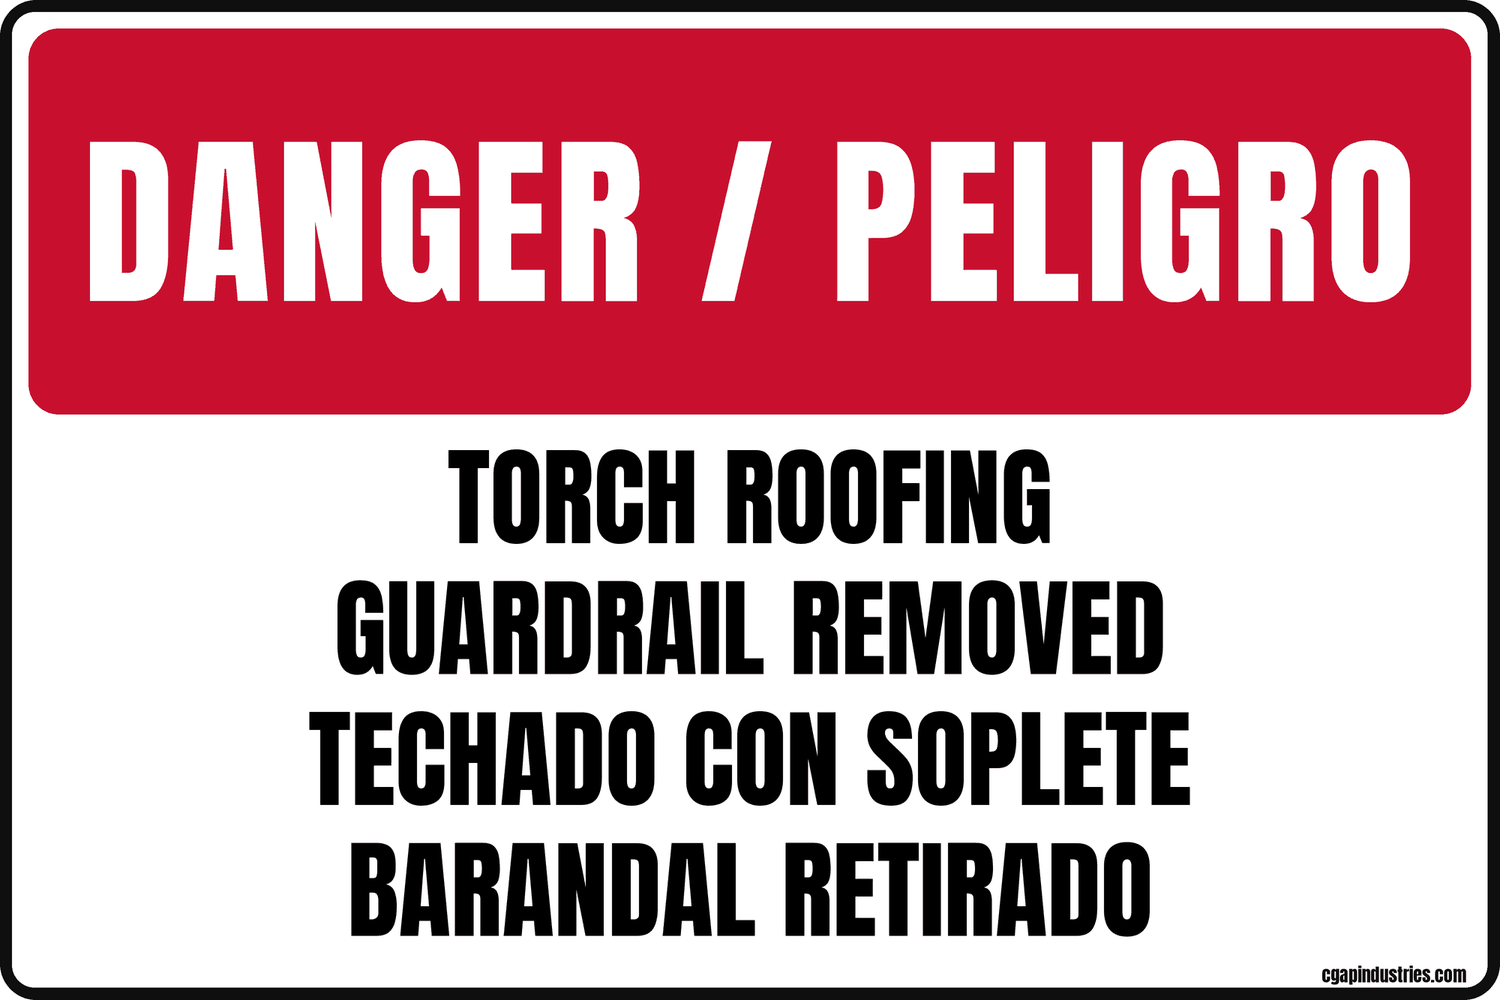 DANGER / PELIGRO
TORCH ROOFING
GUARDRAIL REMOVED
TECHADO CON SOPLETE
BARANDAL RETIRADO
cgapindustries.com